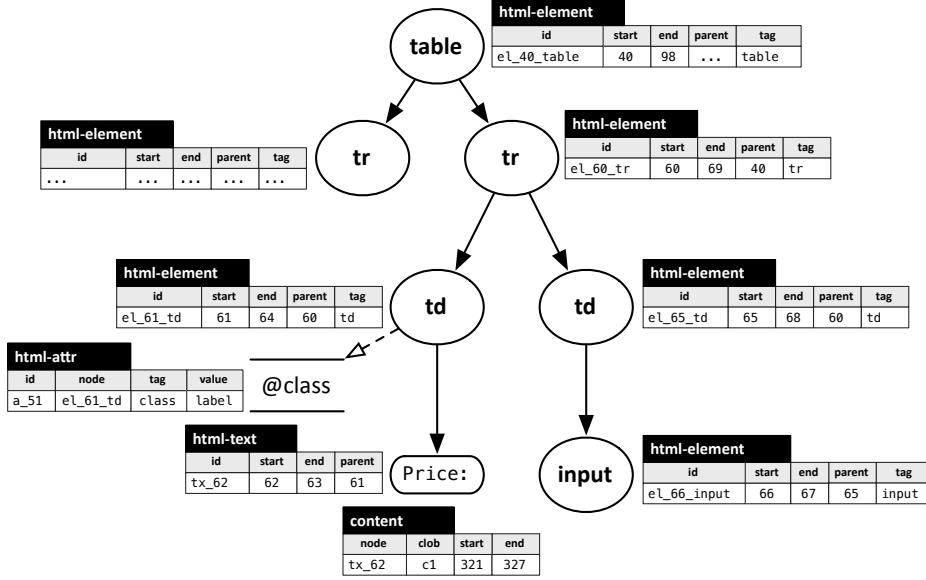 html-element
id start end parent tag
el_40_table 40 98 ... table
table
html-element
id start end parent tag
... ... ... ... ...
tr
tr
html-element
id start end parent tag
el_60_tr 60 69 40 tr
html-element
id start end parent tag
el_61_td 61 64 60 td
td
td
html-element
id start end parent tag
el_65_td 65 68 60 td
html-attr
id node tag value
a_51 el_61_td class label
@class
html-text
id start end parent
tx_62 62 63 61
Price:
input
html-element
id start end parent tag
el_66_input 66 67 65 input
content
node clob start end
tx_62 c1 321 327